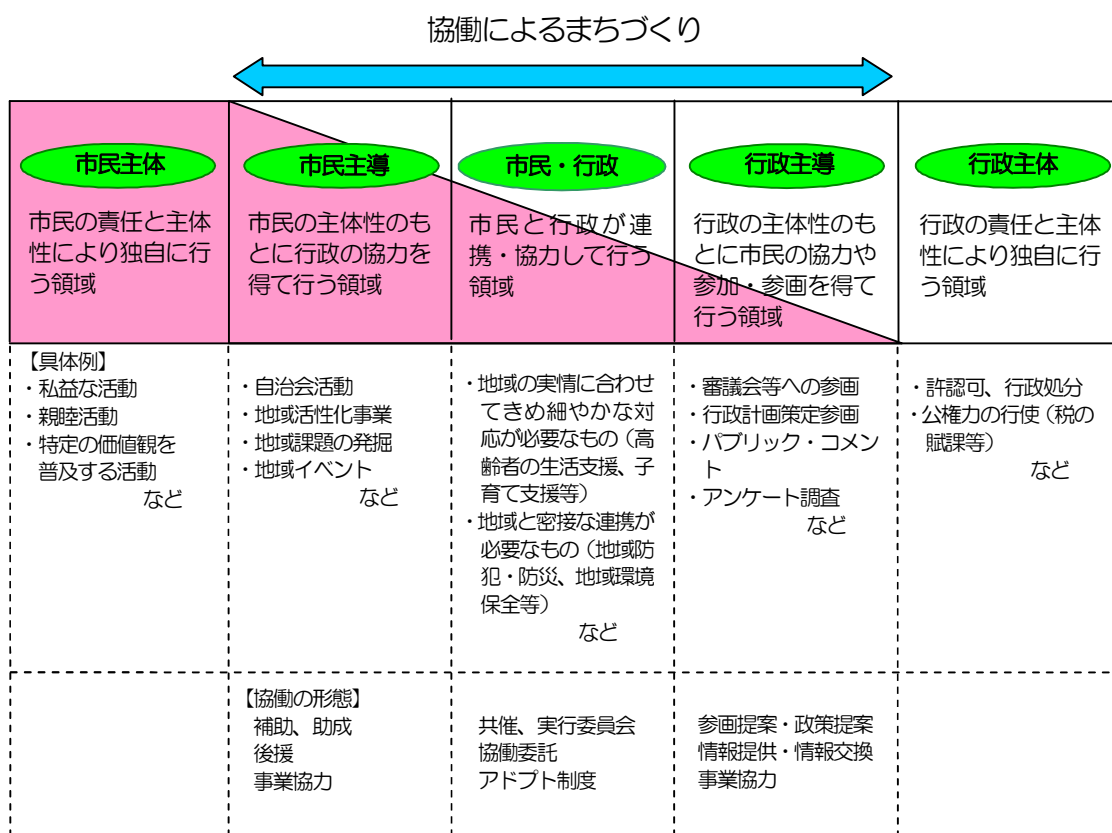 協働によるまちづくり
市民主体
市民の責任と主体
性により独自に行
う領域
市民主導
市民の主体性のも
とに行政の協力を
得て行う領域
市民・行政
市民と行政が連
携・協力して行う
領域
行政主導
行政の主体性のも
とに市民の協力や
参加・参画を得て
行う領域
行政主体
行政の責任と主体
性により独自に行
う領域
【具体例】
・私益な活動
・親睦活動
・特定の価値観を
普及する活動
など
・自治会活動
・地域活性化事業
・地域課題の発掘
・地域イベント
など
・地域の実情に合わせ
てきめ細やかな対
応が必要なもの（高
齢者の生活支援、子
育て支援等）
・地域と密接な連携が
必要なもの（地域防
犯・防災、地域環境
保全等）
など
・審議会等への参画
・行政計画策定参画
・パブリック・コメン
ト
・アンケート調査
など
・許認可、行政処分
・公権力の行使（税の
賦課等）
など
【協働の形態】
補助、助成
後援
事業協力
共催、実行委員会
協働委託
アドプト制度
参画提案・政策提案
情報提供・情報交換
事業協力